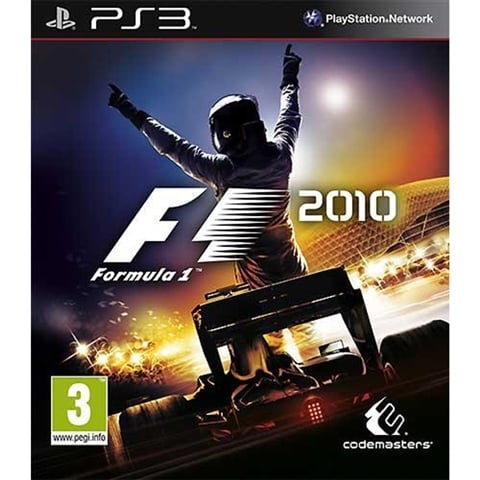 PS3
PlayStation®Network
F1 2010
Formula 1™
3
www.pegi.info
codemasters®